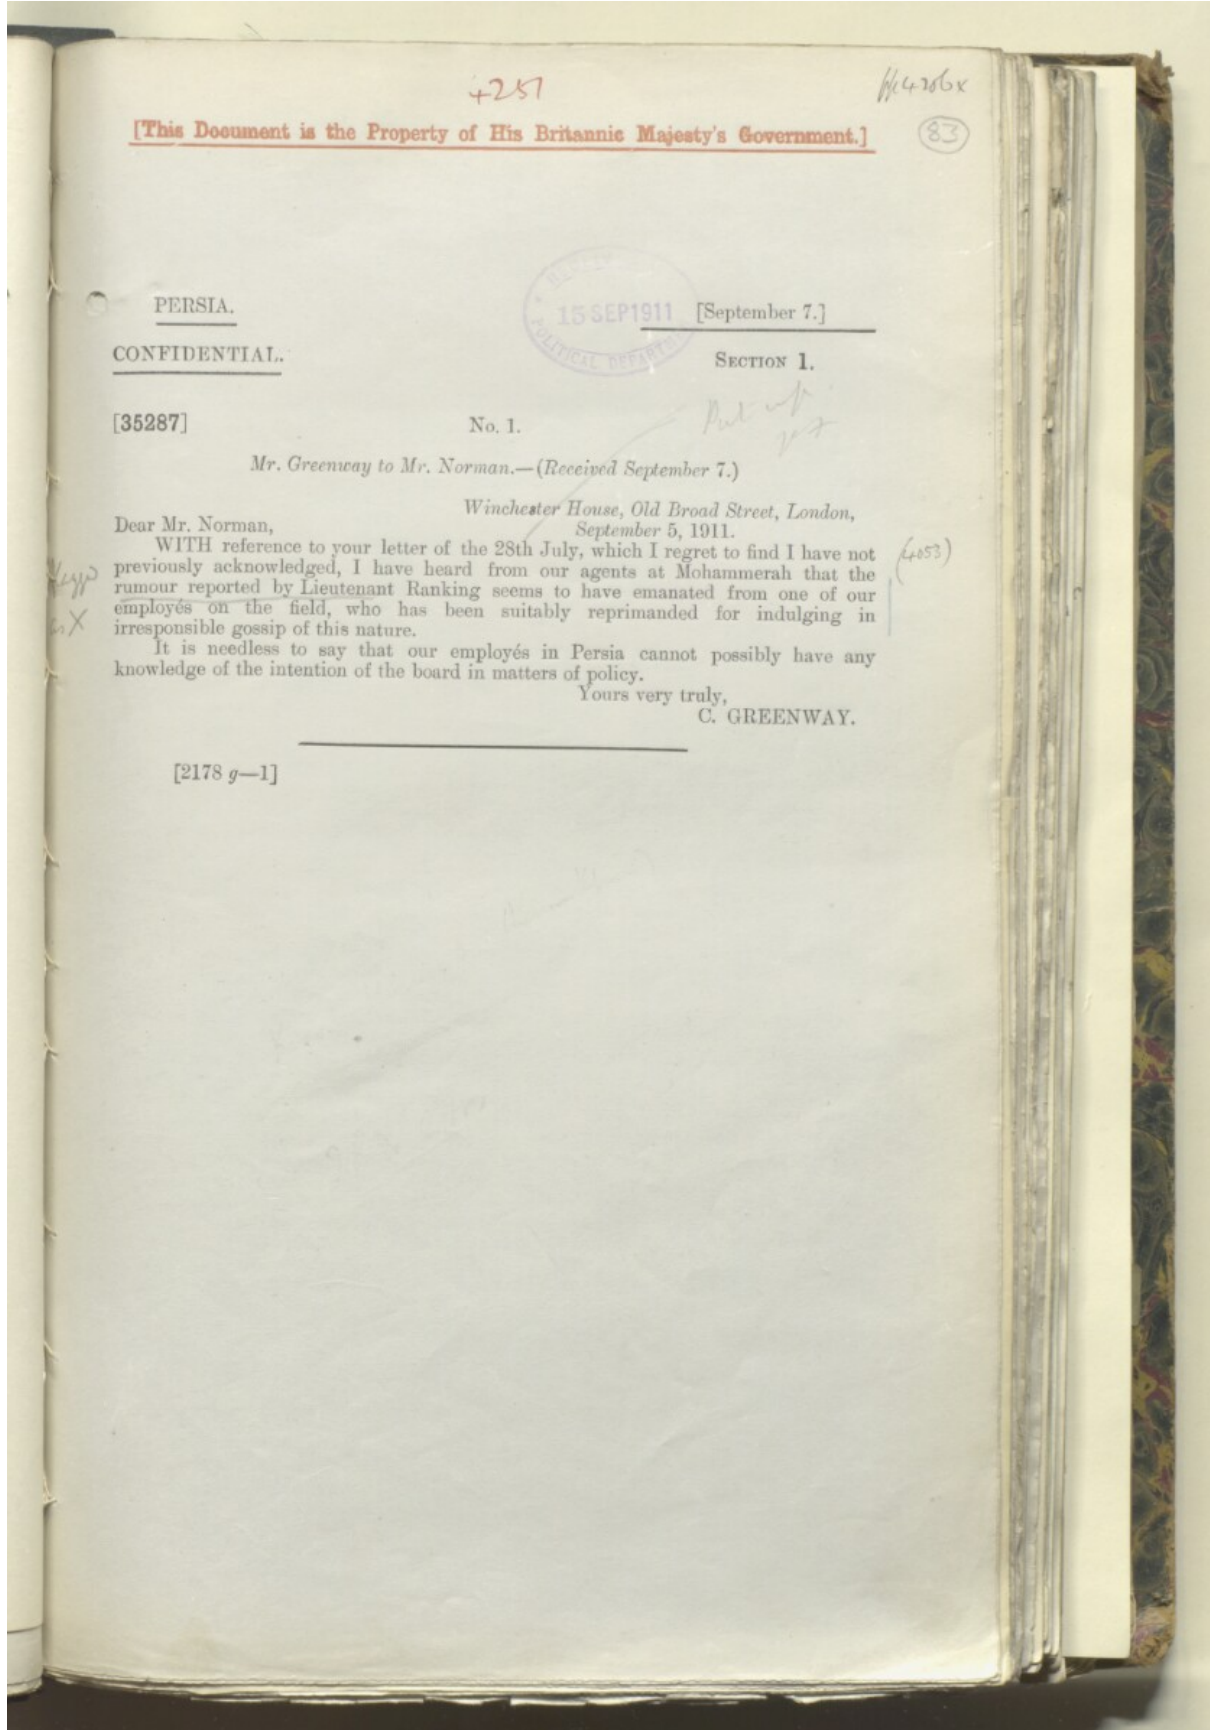 4251
83
[This Document is the Property of His Britannic Majesty's Government.]
15 SEP 1911
POLITICAL DEPARTMENT
PERSIA.
[September 7.]
CONFIDENTIAL.
SECTION 1.
[35287]
No. 1.
Put up
Mr. Greenway to Mr. Norman.—(Received September 7.)
Winchester House, Old Broad Street, London,
Dear Mr. Norman,
September 5, 1911.
WITH reference to your letter of the 28th July, which I regret to find I have not
(4053)
previously acknowledged, I have heard from our agents at Mohammerah that the
rumour reported by Lieutenant Ranking seems to have emanated from one of our
employés on the field, who has been suitably reprimanded for indulging in
X
irresponsible gossip of this nature.
It is needless to say that our employés in Persia cannot possibly have any
knowledge of the intention of the board in matters of policy.
Yours very truly,
C. GREENWAY.
[2178 g—1]